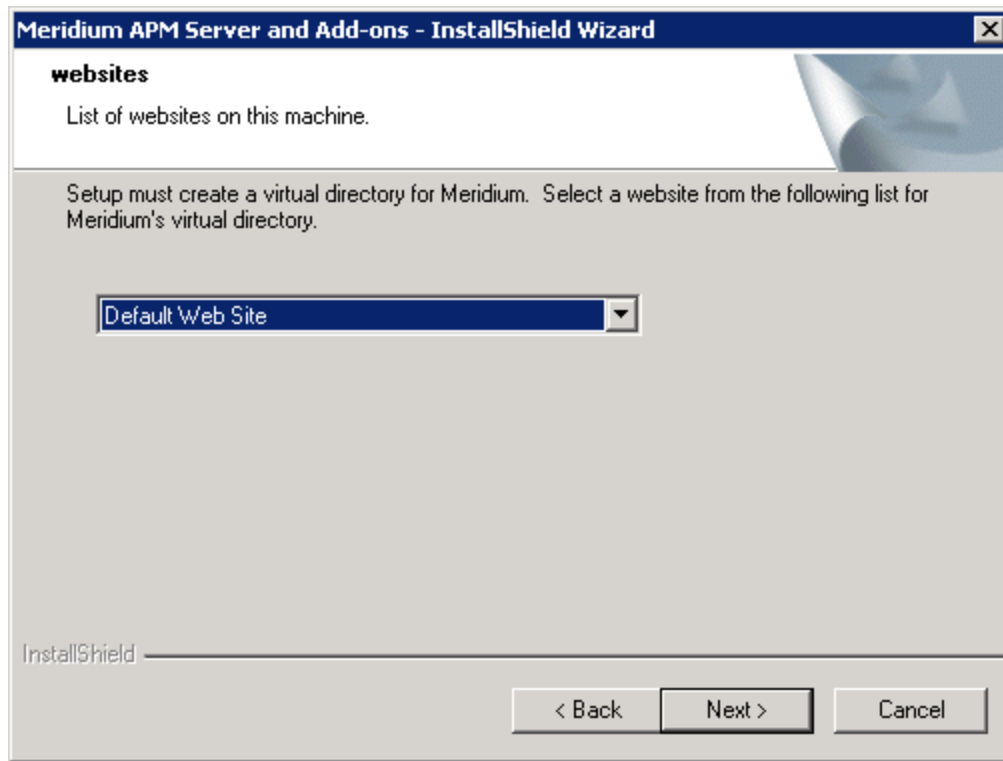 Meridium APM Server and Add-ons - InstallShield Wizard
websites
List of websites on this machine.
Setup must create a virtual directory for Meridium.  Select a website from the following list for
Meridium's virtual directory.
Default Web Site
InstallShield
< Back
Next >
Cancel